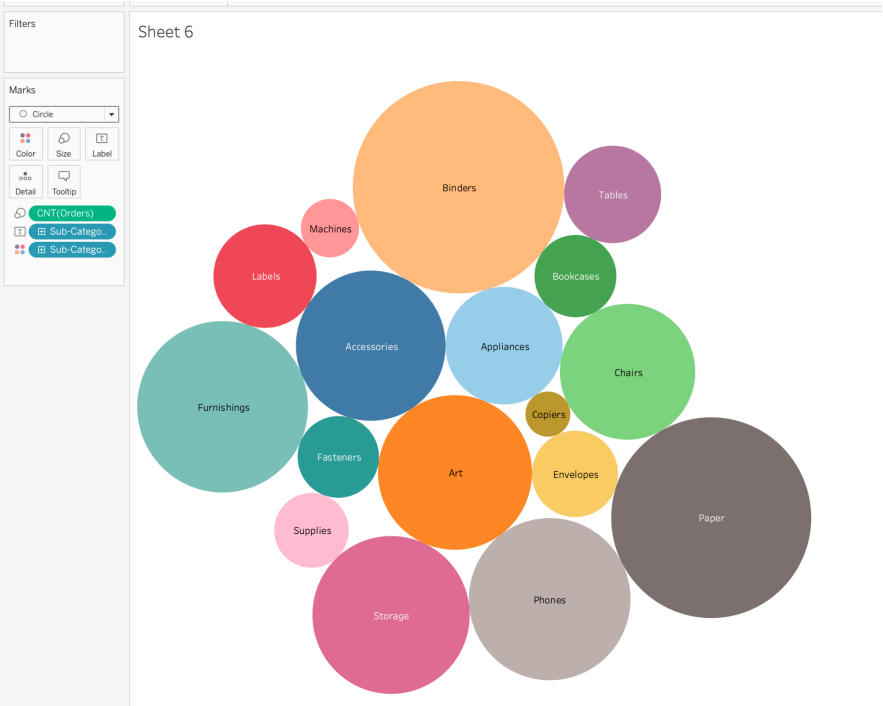 Filters
Marks
Circle
Color
Size
Label
Detail
Tooltip
CNT(Orders)
Sub-Catego..
Sub-Catego..
Sheet 6
Binders
Tables
Machines
Labels
Bookcases
Accessories
Appliances
Chairs
Furnishings
Copiers
Fasteners
Art
Envelopes
Paper
Supplies
Phones
Storage